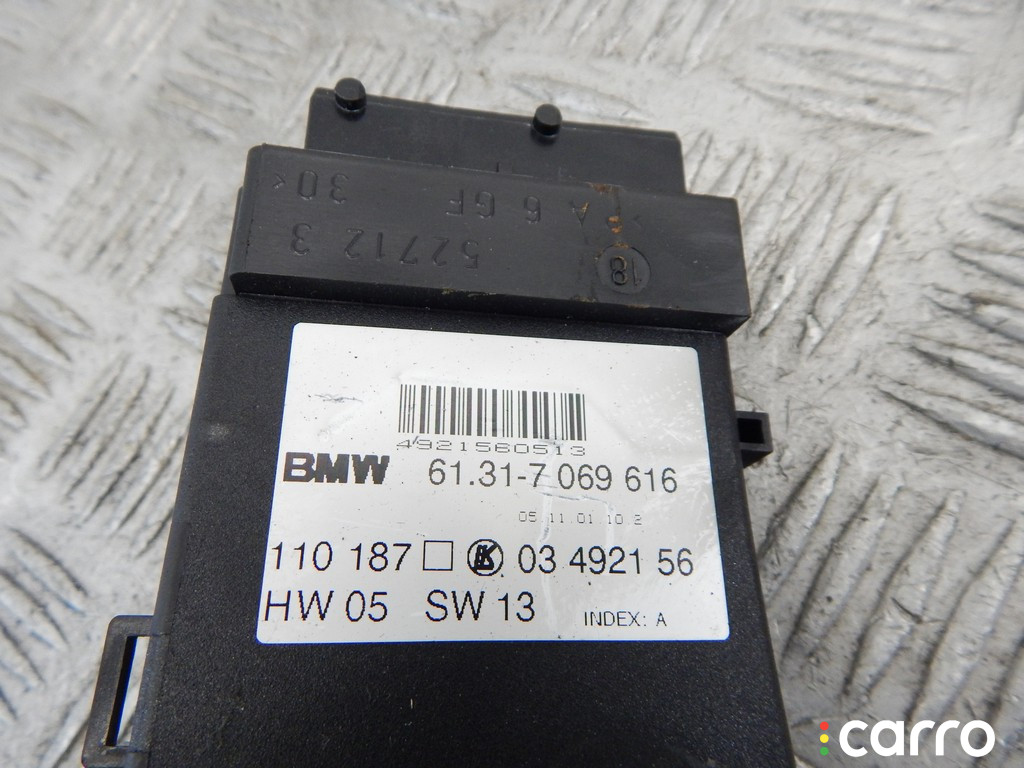 >PA 6 GF 30<
52712 3
18
4921560513
BMW 61.31-7 069 616
05 11.01 10 2
110 187 □ K 03 4921 56
HW 05 SW 13 INDEX: A
carro